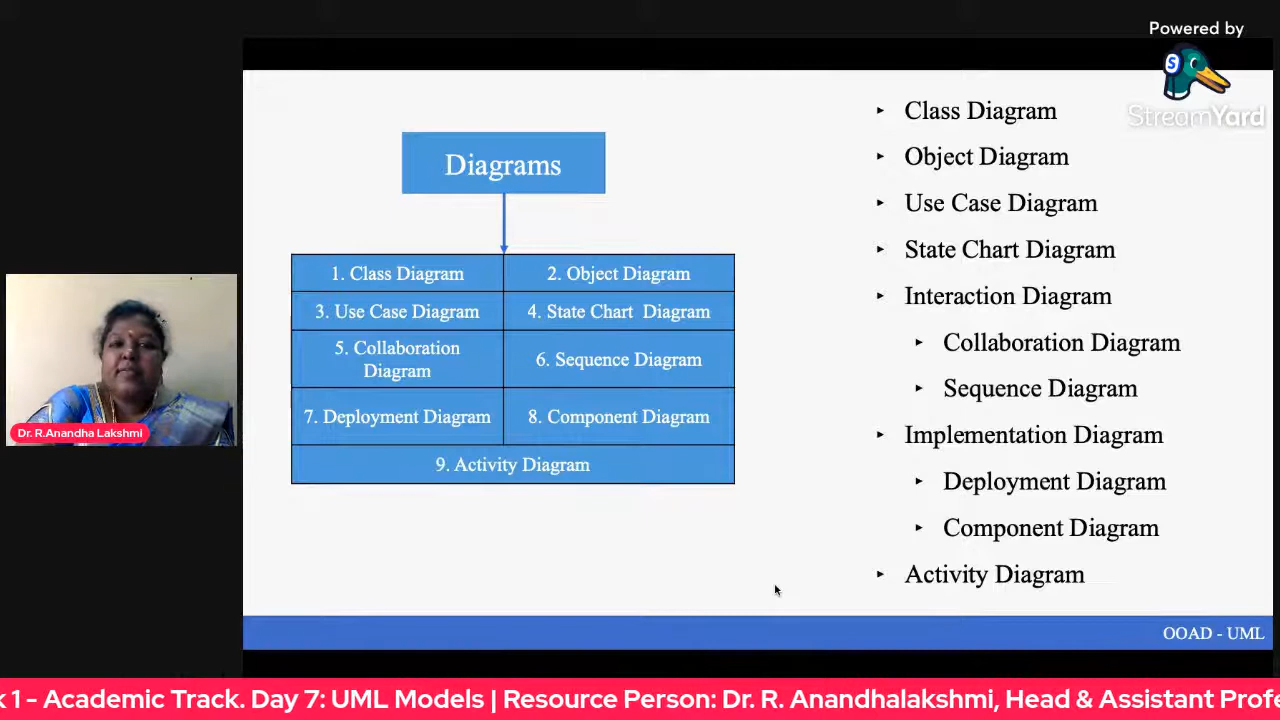 Powered by
StreamYard
Diagrams
1. Class Diagram
2. Object Diagram
3. Use Case Diagram
4. State Chart Diagram
5. Collaboration
Diagram
6. Sequence Diagram
7. Deployment Diagram
8. Component Diagram
9. Activity Diagram
Class Diagram
Object Diagram
Use Case Diagram
State Chart Diagram
Interaction Diagram
Collaboration Diagram
Sequence Diagram
Implementation Diagram
Deployment Diagram
Component Diagram
Activity Diagram
OOAD - UML
Dr. R.Anandha Lakshmi
k 1 - Academic Track. Day 7: UML Models | Resource Person: Dr. R. Anandhalakshmi, Head & Assistant Profe